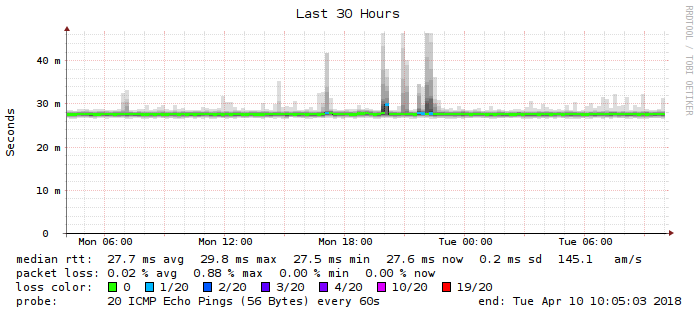 Last 30 Hours
RRDTOOL / TOBI OETIKER
Seconds
40 m
30 m
20 m
10 m
0
Mon 06:00 Mon 12:00 Mon 18:00 Tue 00:00 Tue 06:00
median rtt: 27.7 ms avg 29.8 ms max 27.5 ms min 27.6 ms now 0.2 ms sd 145.1 am/s
packet loss: 0.02 % avg 0.88 % max 0.00 % min 0.00 % now
loss color: 0 1/20 2/20 3/20 4/20 10/20 19/20
probe: 20 ICMP Echo Pings (56 Bytes) every 60s end: Tue Apr 10 10:05:03 2018